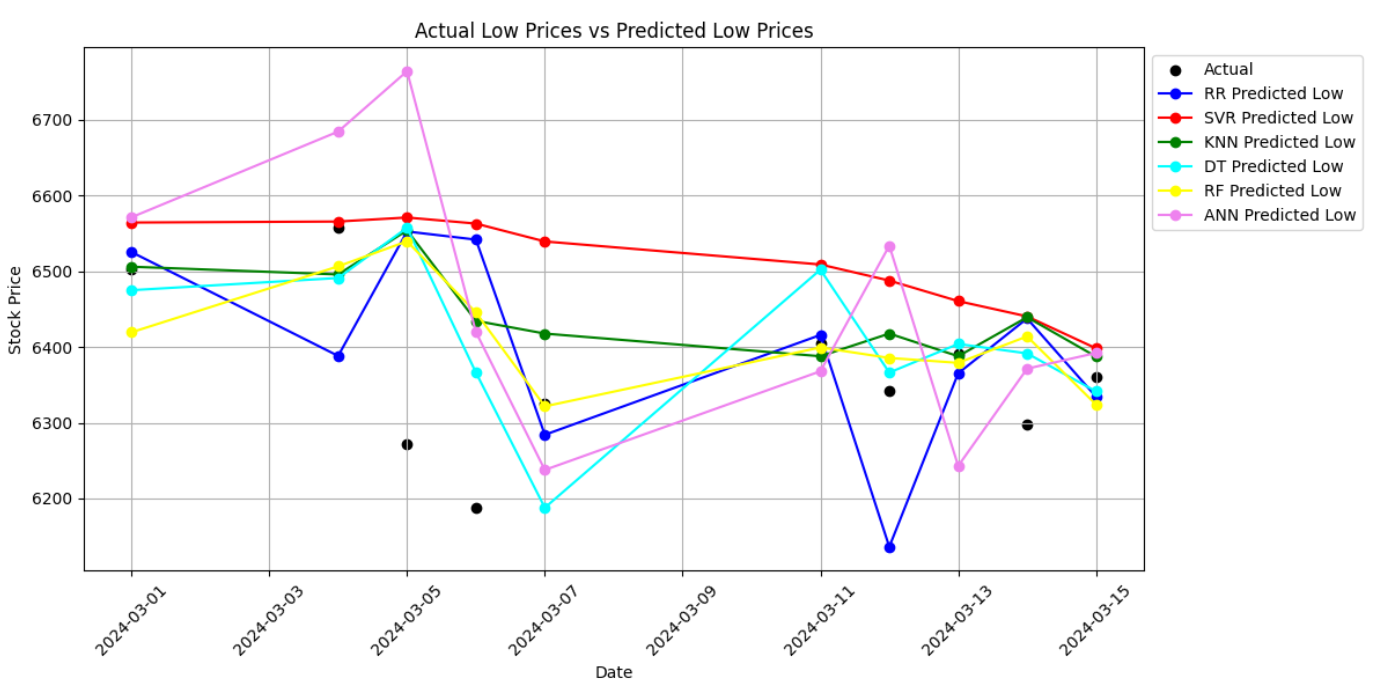 Actual Low Prices vs Predicted Low Prices
Actual
RR Predicted Low
SVR Predicted Low
KNN Predicted Low
DT Predicted Low
RF Predicted Low
ANN Predicted Low
6700
6600
6500
6400
6300
6200
Stock Price
2024-03-01
2024-03-03
2024-03-05
2024-03-07
2024-03-09
2024-03-11
2024-03-13
2024-03-15
Date